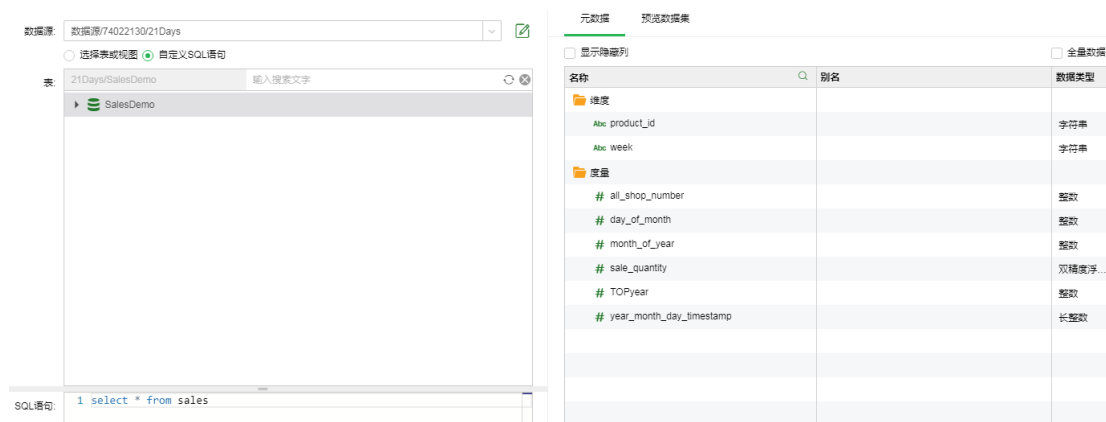 数据源: 数据源/74022130/21Days
选择表或视图 自定义SQL语句
表: 21Days/SalesDemo 输入搜索文字
SalesDemo
SQL语句: 1 select * from sales
元数据 预览数据集
显示隐藏列 全量数据
名称 别名 数据类型
维度
Abc product_id 字符串
Abc week 字符串
度量
# all_shop_number 整数
# day_of_month 整数
# month_of_year 整数
# sale_quantity 双精度浮...
# TOPyear 整数
# year_month_day_timestamp 长整数